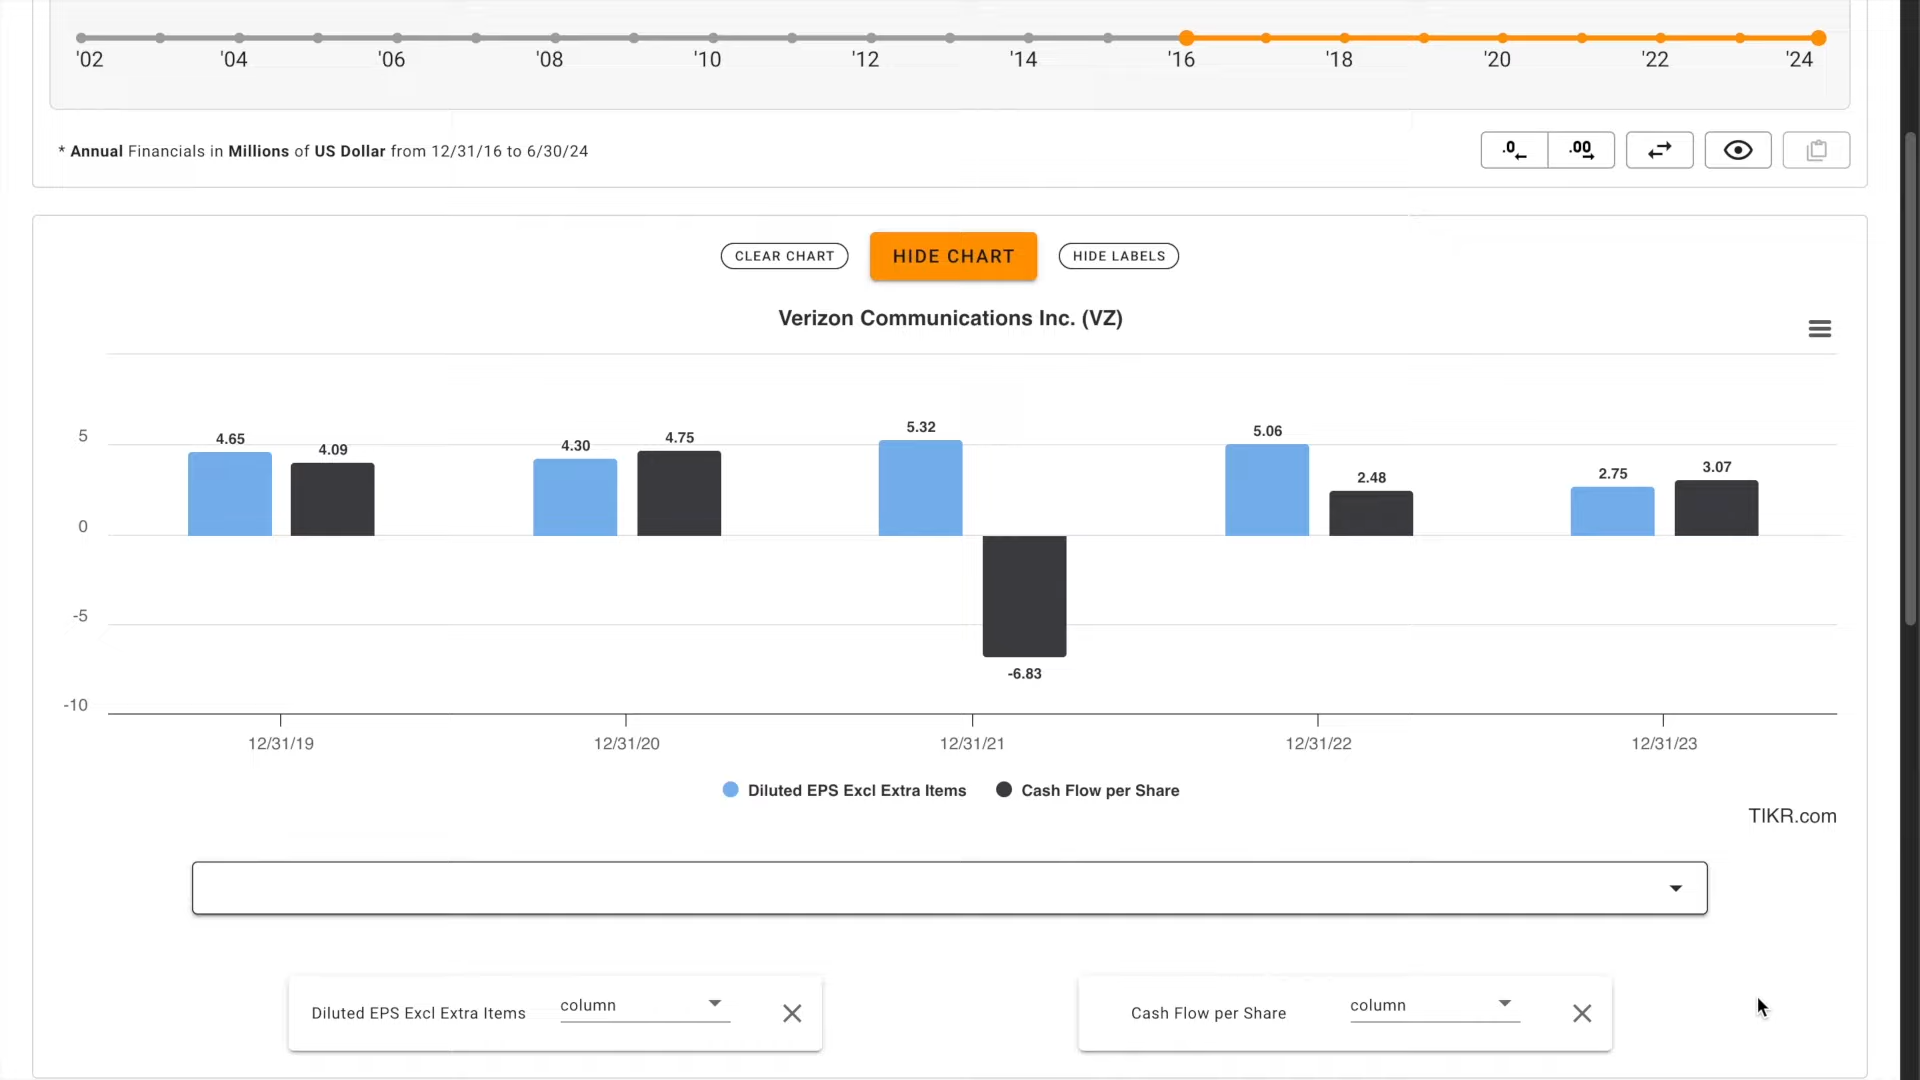 '02 '04 '06 '08 '10 '12 '14 '16 '18 '20 '22 '24
* Annual Financials in Millions of US Dollar from 12/31/16 to 6/30/24
.0 .00
CLEAR CHART HIDE CHART HIDE LABELS
Verizon Communications Inc. (VZ)
5
0
-5
-10
4.65 4.09 4.30 4.75 5.32 -6.83 5.06 2.48 2.75 3.07
12/31/19 12/31/20 12/31/21 12/31/22 12/31/23
Diluted EPS Excl Extra Items Cash Flow per Share
TIKR.com
Diluted EPS Excl Extra Items column
Cash Flow per Share column